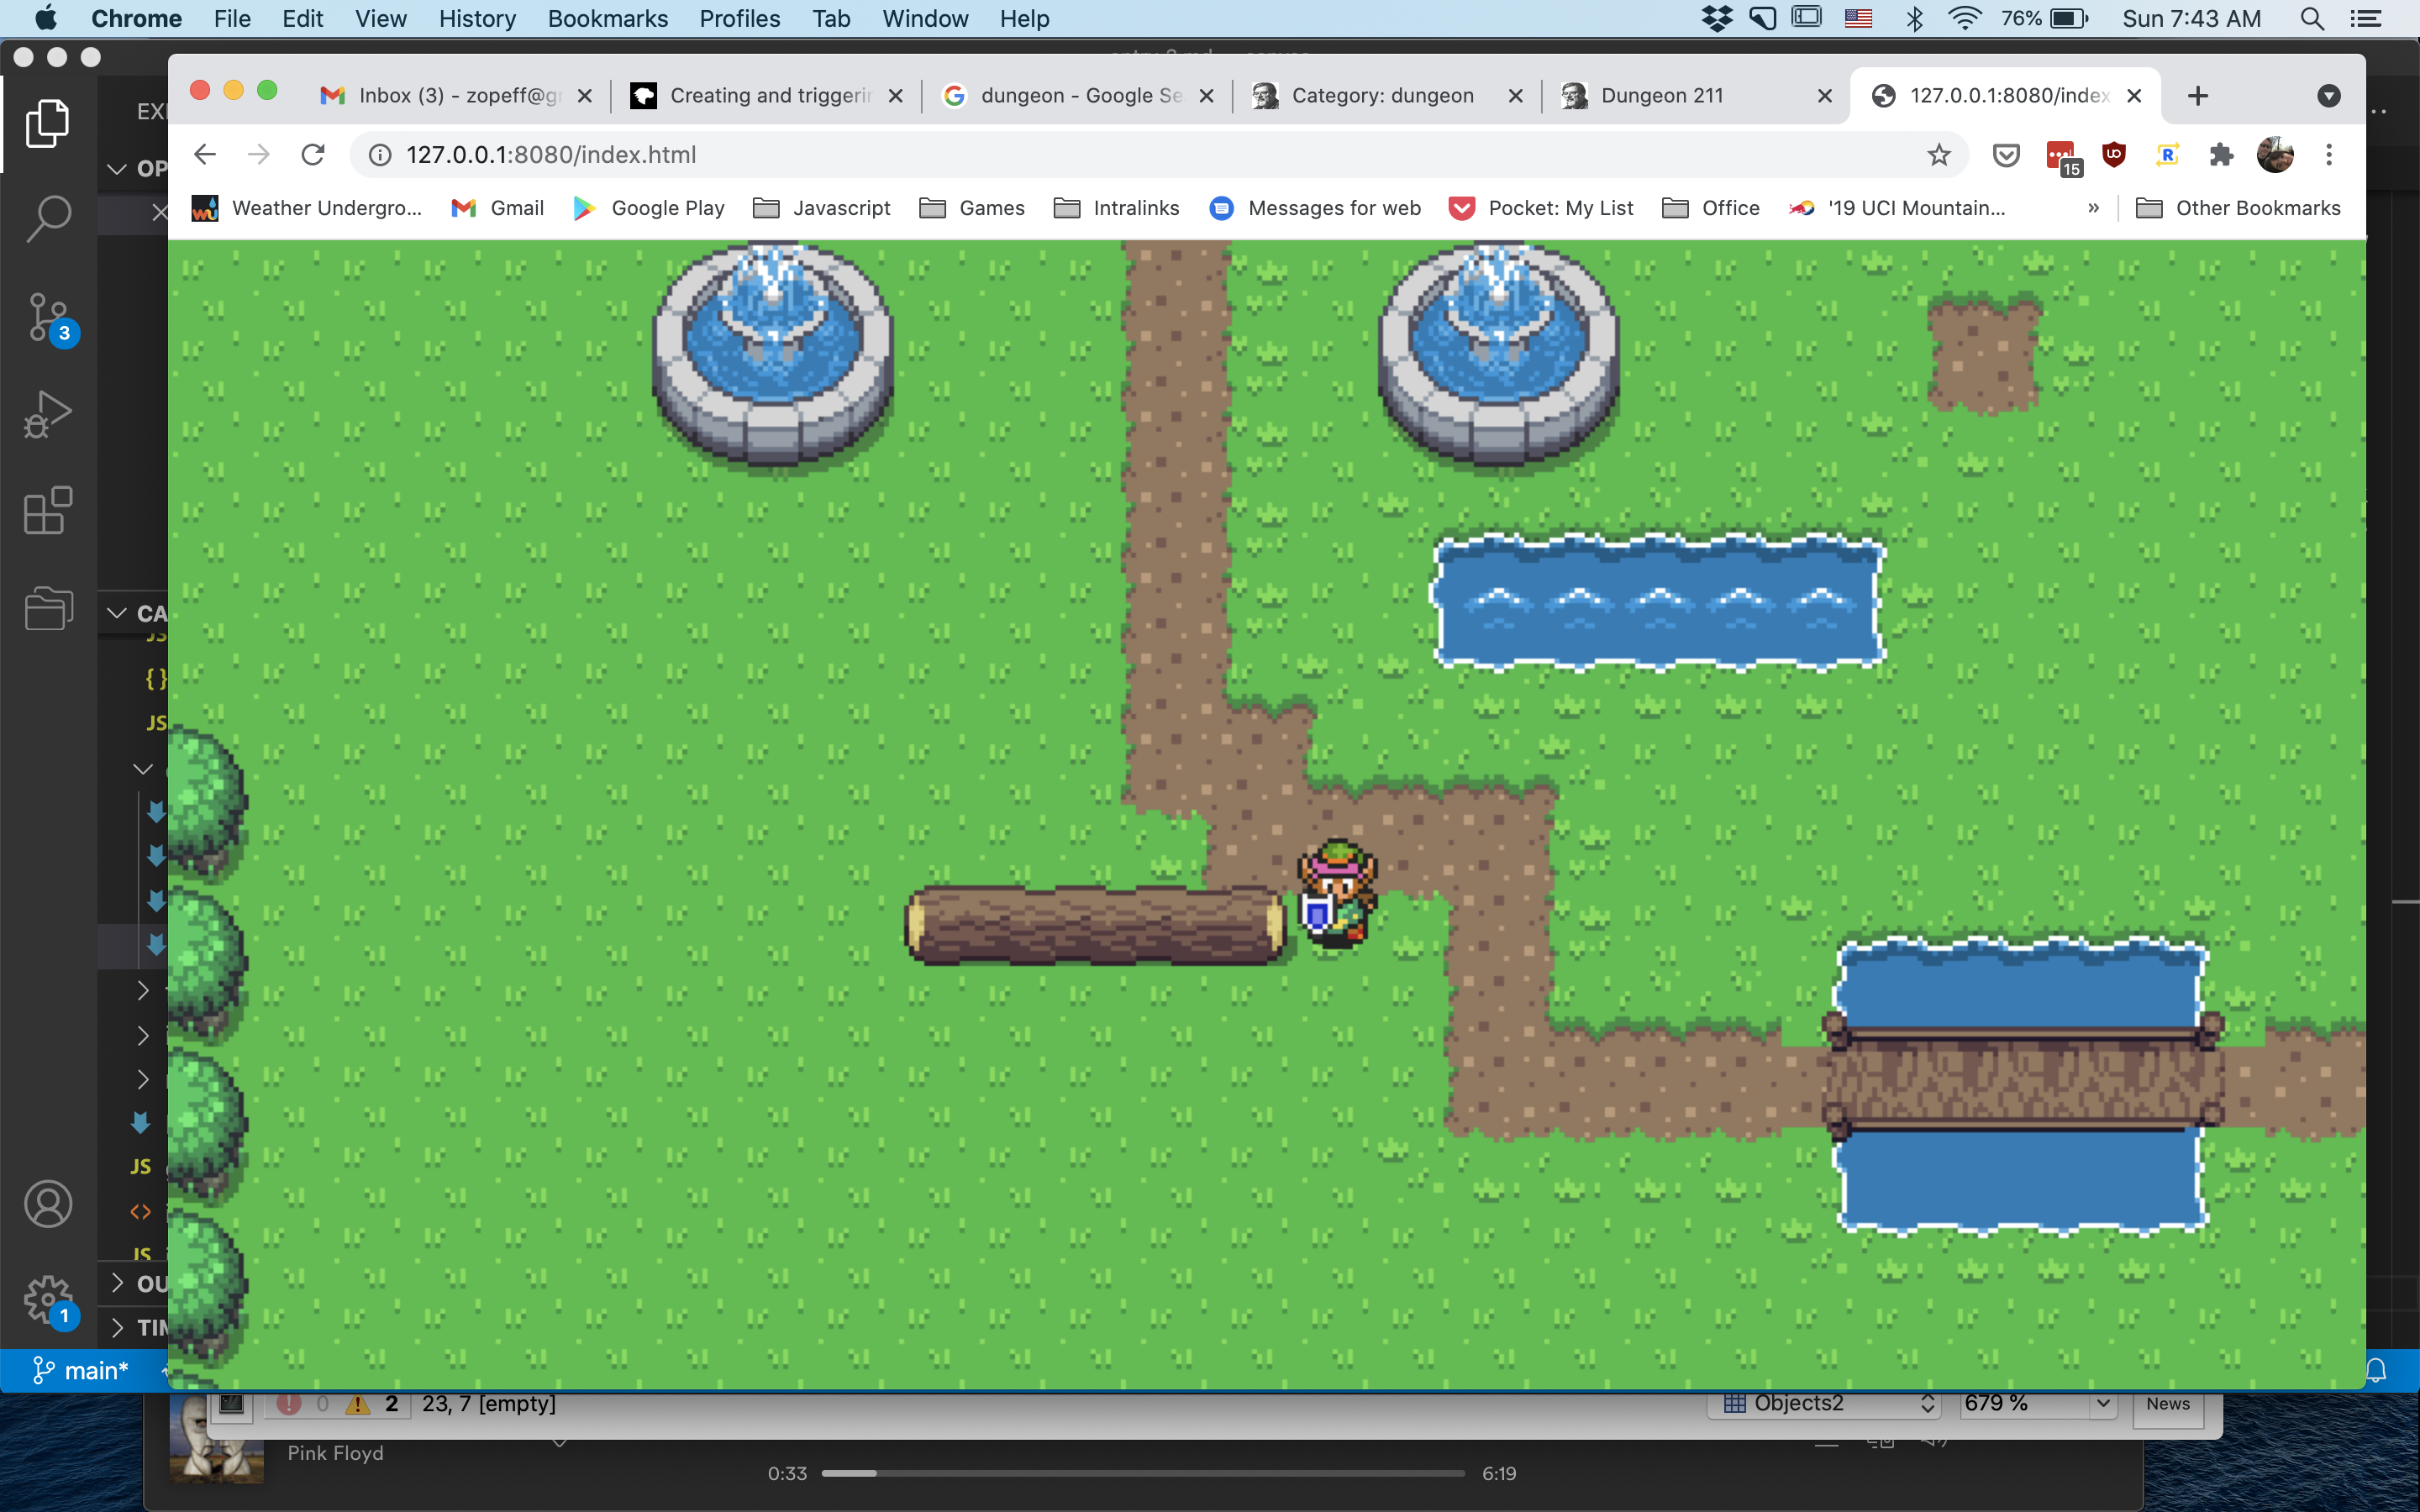 Chrome File Edit View History Bookmarks Profiles Tab Window Help 76% Sun 7:43 AM
Inbox (3) - zopeff@g Creating and triggerin dungeon - Google Se Category: dungeon Dungeon 211 127.0.0.1:8080/index
127.0.0.1:8080/index.html 15
Weather Undergro... Gmail Google Play Javascript Games Intralinks Messages for web Pocket: My List Office '19 UCI Mountain... » Other Bookmarks
EX
OP
3
CA
JS
{}
JS
JS
<>
JS
OU
1
TIM
main*
0 2 23, 7 [empty] Objects2 679 % News
Pink Floyd
0:33 6:19